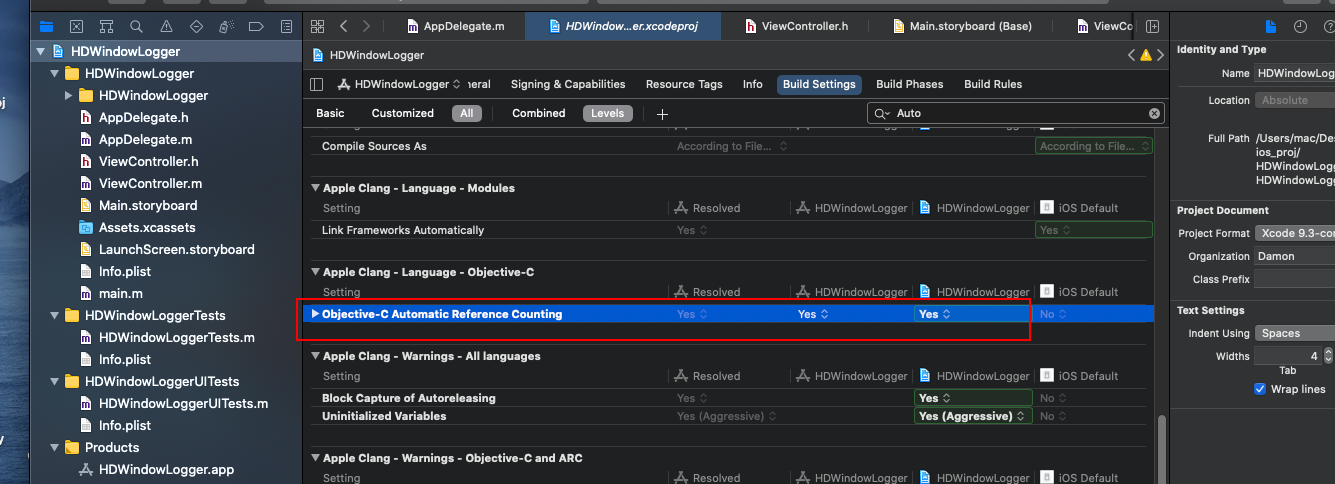 AppDelegate.m
HDWindow...er.xcodeproj
ViewController.h
Main.storyboard (Base)
ViewCo
HDWindowLogger
HDWindowLogger
HDWindowLogger
AppDelegate.h
AppDelegate.m
ViewController.h
ViewController.m
Main.storyboard
Assets.xcassets
LaunchScreen.storyboard
Info.plist
main.m
HDWindowLoggerTests
HDWindowLoggerTests.m
Info.plist
HDWindowLoggerUITests
HDWindowLoggerUITests.m
Info.plist
Products
HDWindowLogger.app
HDWindowLogger
HDWindowLogger neral Signing & Capabilities Resource Tags Info Build Settings Build Phases Build Rules
Basic Customized All Combined Levels + Auto
Compile Sources As According to File... According to File...
Apple Clang - Language - Modules
Setting Resolved HDWindowLogger HDWindowLogger iOS Default
Link Frameworks Automatically Yes Yes
Apple Clang - Language - Objective-C
Setting Resolved HDWindowLogger HDWindowLogger iOS Default
Objective-C Automatic Reference Counting Yes Yes Yes No
Apple Clang - Warnings - All languages
Setting Resolved HDWindowLogger HDWindowLogger iOS Default
Block Capture of Autoreleasing Yes Yes No
Uninitialized Variables Yes (Aggressive) Yes (Aggressive) No
Apple Clang - Warnings - Objective-C and ARC
Setting Resolved HDWindowLogger HDWindowLogger iOS Default
Identity and Type
Name HDWindowLogg
Location Absolute
Full Path /Users/mac/Des
ios_proj/
HDWindowLogg
HDWindowLogg
Project Document
Project Format Xcode 9.3-con
Organization Damon
Class Prefix
Text Settings
Indent Using Spaces
Widths 4
Tab
Wrap lines